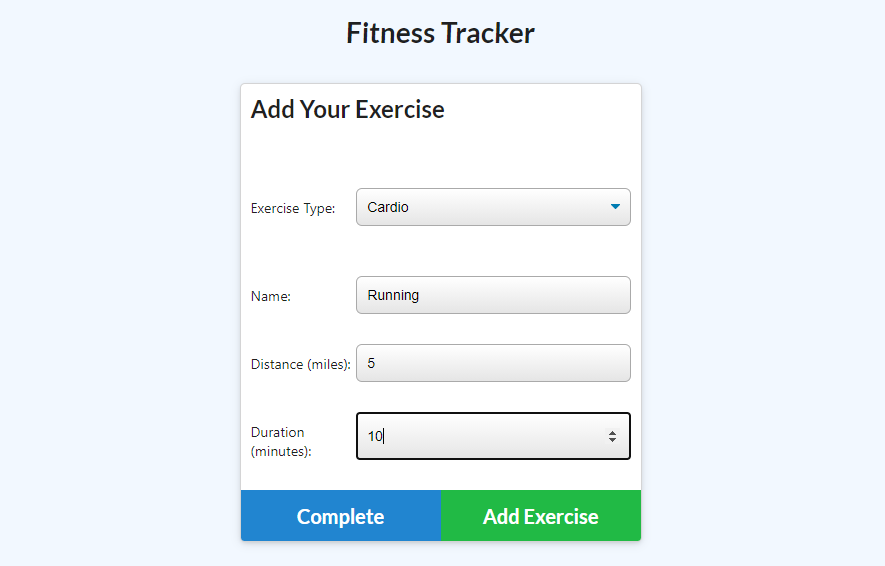 Fitness Tracker
Add Your Exercise
Exercise Type: Cardio
Name: Running
Distance (miles): 5
Duration
(minutes): 10
Complete Add Exercise